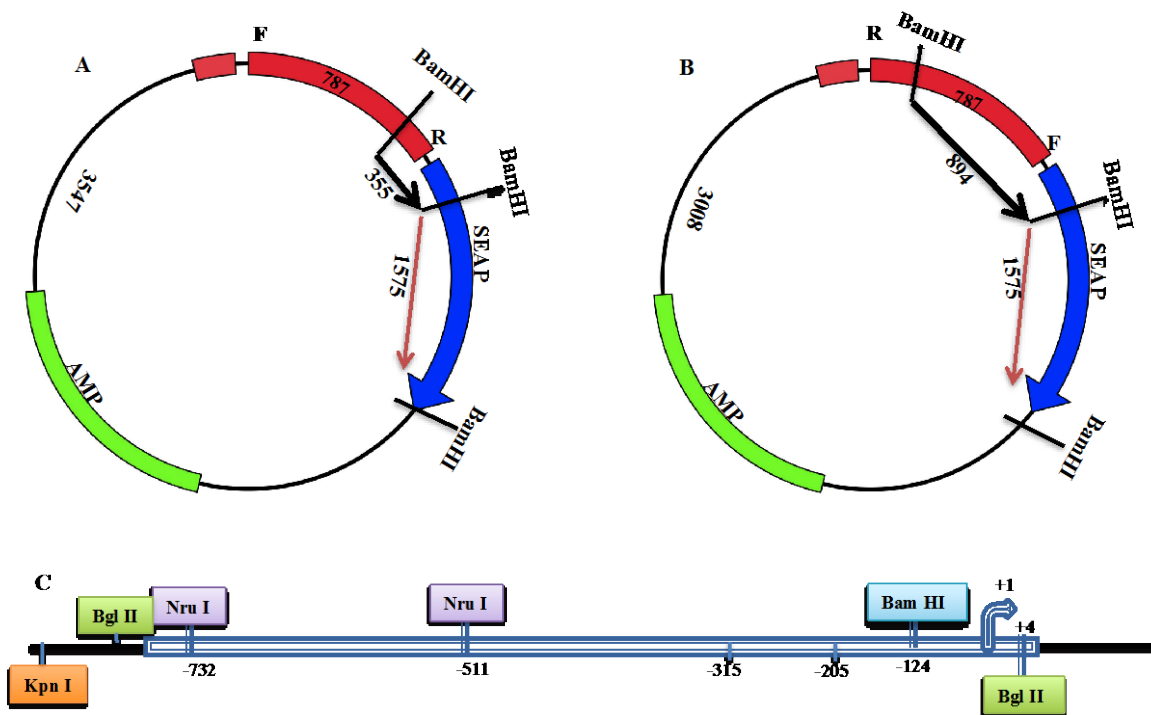 A
F
787
BamHI
R
BamHI
355
SEAP
1575
BamHI
3547
AMP
B
R
BamHI
787
F
BamHI
894
SEAP
1575
BamHI
3008
AMP
C
Kpn I
Bgl II
Nru I
-732
Nru I
-511
-315
-205
Bam HI
-124
+1
+4
Bgl II